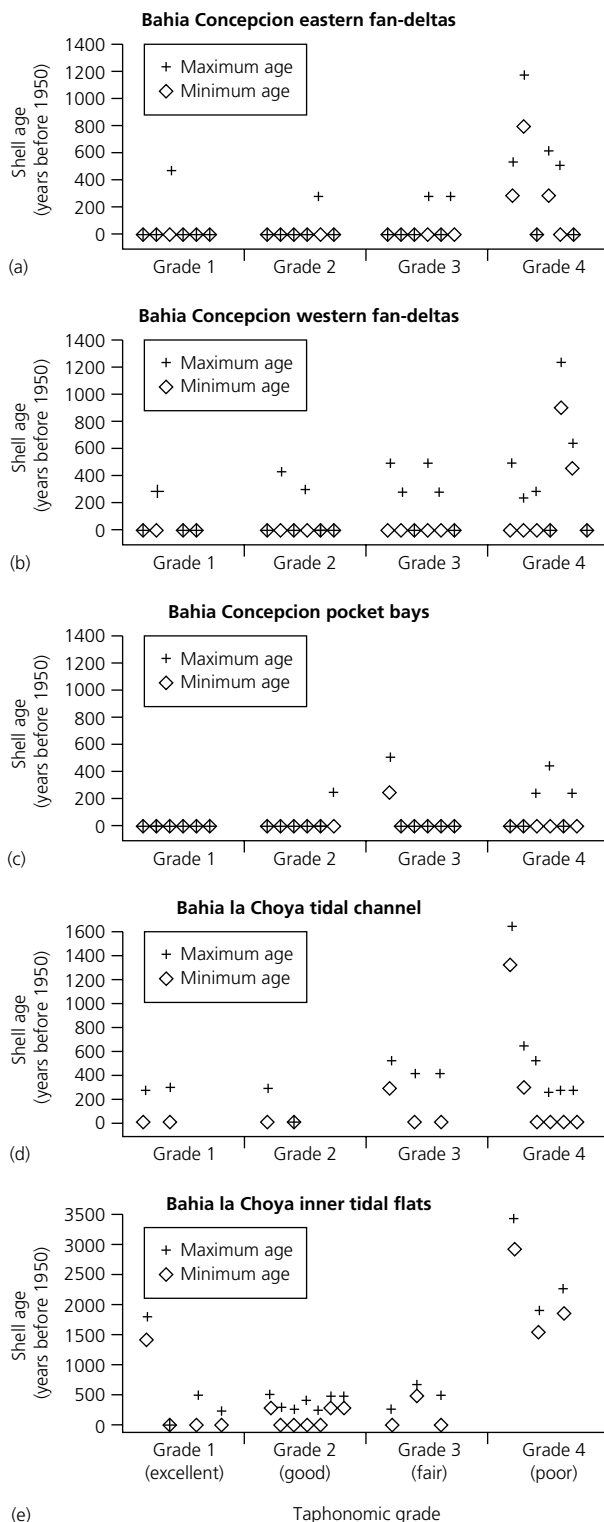 Bahia Concepcion eastern fan-deltas
1400
1200
1000
800
600
400
200
0
Shell age
(years before 1950)
Maximum age
Minimum age
Grade 1 Grade 2 Grade 3 Grade 4
(a)
Bahia Concepcion western fan-deltas
1400
1200
1000
800
600
400
200
0
Shell age
(years before 1950)
Maximum age
Minimum age
Grade 1 Grade 2 Grade 3 Grade 4
(b)
Bahia Concepcion pocket bays
1400
1200
1000
800
600
400
200
0
Shell age
(years before 1950)
Maximum age
Minimum age
Grade 1 Grade 2 Grade 3 Grade 4
(c)
Bahia la Choya tidal channel
1600
1400
1200
1000
800
600
400
200
0
Shell age
(years before 1950)
Maximum age
Minimum age
Grade 1 Grade 2 Grade 3 Grade 4
(d)
Bahia la Choya inner tidal flats
3500
3000
2500
2000
1500
1000
500
0
Shell age
(years before 1950)
Maximum age
Minimum age
Grade 1 Grade 2 Grade 3 Grade 4
(excellent) (good) (fair) (poor)
(e) Taphonomic grade